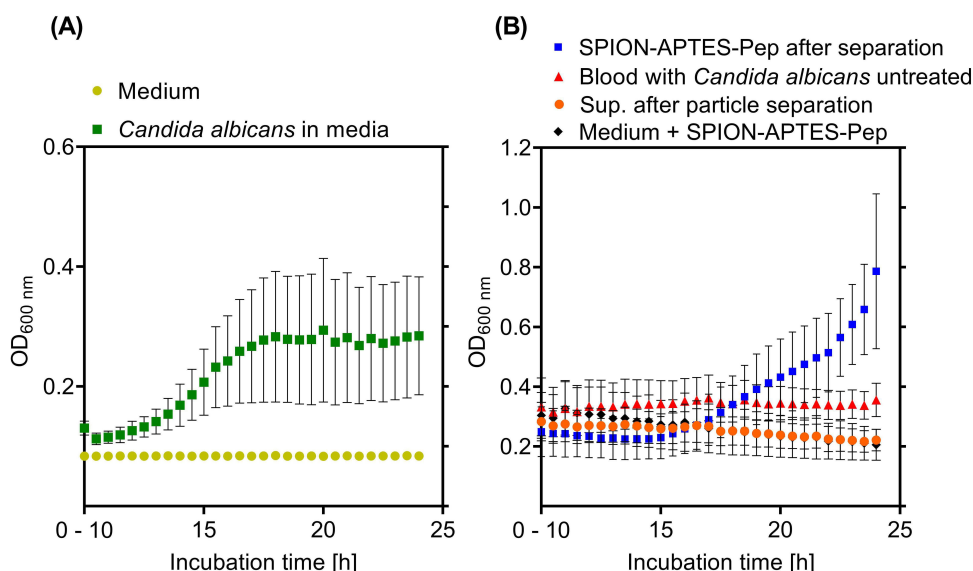 (A)
Medium
Candida albicans in media
0.6
0.4
0.2
OD600 nm
0 - 10
15
20
25
Incubation time [h]
(B)
SPION-APTES-Pep after separation
Blood with Candida albicans untreated
Sup. after particle separation
Medium + SPION-APTES-Pep
1.2
1.0
0.8
0.6
0.4
0.2
OD600 nm
0 - 10
15
20
25
Incubation time [h]